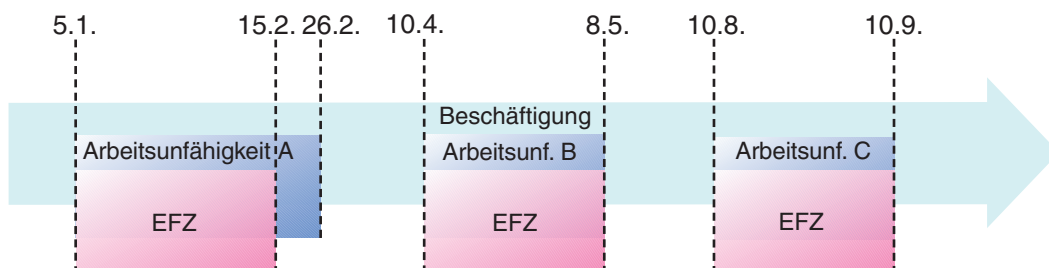 5.1. 15.2. 26.2. 10.4. 8.5. 10.8. 10.9.
Beschäftigung
Arbeitsunfähigkeit A Arbeitsunf. B Arbeitsunf. C
EFZ EFZ EFZ